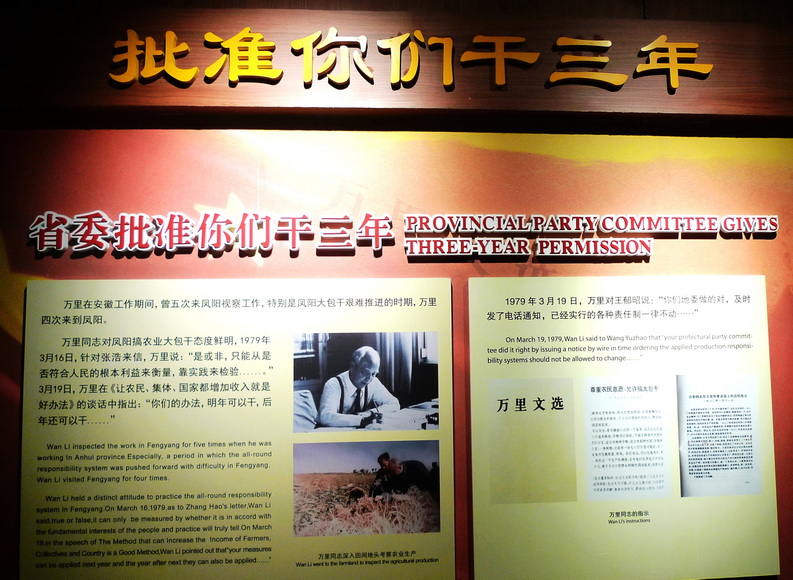 批准你们干三年
省委批准你们干三年
PROVINCIAL PARTY COMMITTEE GIVES
THREE-YEAR PERMISSION
万里在安徽工作期间，曾五次来凤阳视察工作，特别是凤阳大包干艰难推进的时期，万里
四次来到凤阳。
万里同志对凤阳搞农业大包干态度鲜明，1979年
3月16日，针对张浩来信，万里说：“是或非，只能从是
否符合人民的根本利益来衡量，靠实践来检验……。”
3月19日，万里在《让农民、集体、国家都增加收入就是
好办法》的谈话中指出：“你们的办法，明年可以干，后
年还可以干……”
Wan Li inspected the work in Fengyang for five times when he was
working In Anhui province.Especially, a period in which the all-round
responsibility system was pushed forward with difficulty in Fengyang.
Wan Li visited Fengyang for four times.
Wan Li held a distinct attitude to practice the all-round responsibility
system in Fengyang.On March 16,1979,as to Zhang Hao's letter,Wan Li
said,true or false,it can only be measured by whether it is in accord with
the fundamental interests of the people and practice will truly tell.On March
19,in the speech of The Method that can Increase the Income of Farmers,
Collectives and Country is a Good Method,Wan Li pointed out that“your measures
can be applied next year and the year after next they can also be applied……”
万里同志深入田间地头考察农业生产
Wan Li went to the farmland to inspect the agricultural production
1979年3月19日，万里对王郁昭说：“你们地委做的对，及时
发了电话通知，已经实行的各种责任制一律不动……”
On March 19,1979,Wan Li said to Wang Yuzhao that“your prefectural party commit-
tee did it right by issuing a notice by wire in time ordering the applied production responsi-
bility systems should not be allowed to change……”
万里文选
尊重农民意愿·允许搞大包干
万里同志的指示
Wan Li's instructions